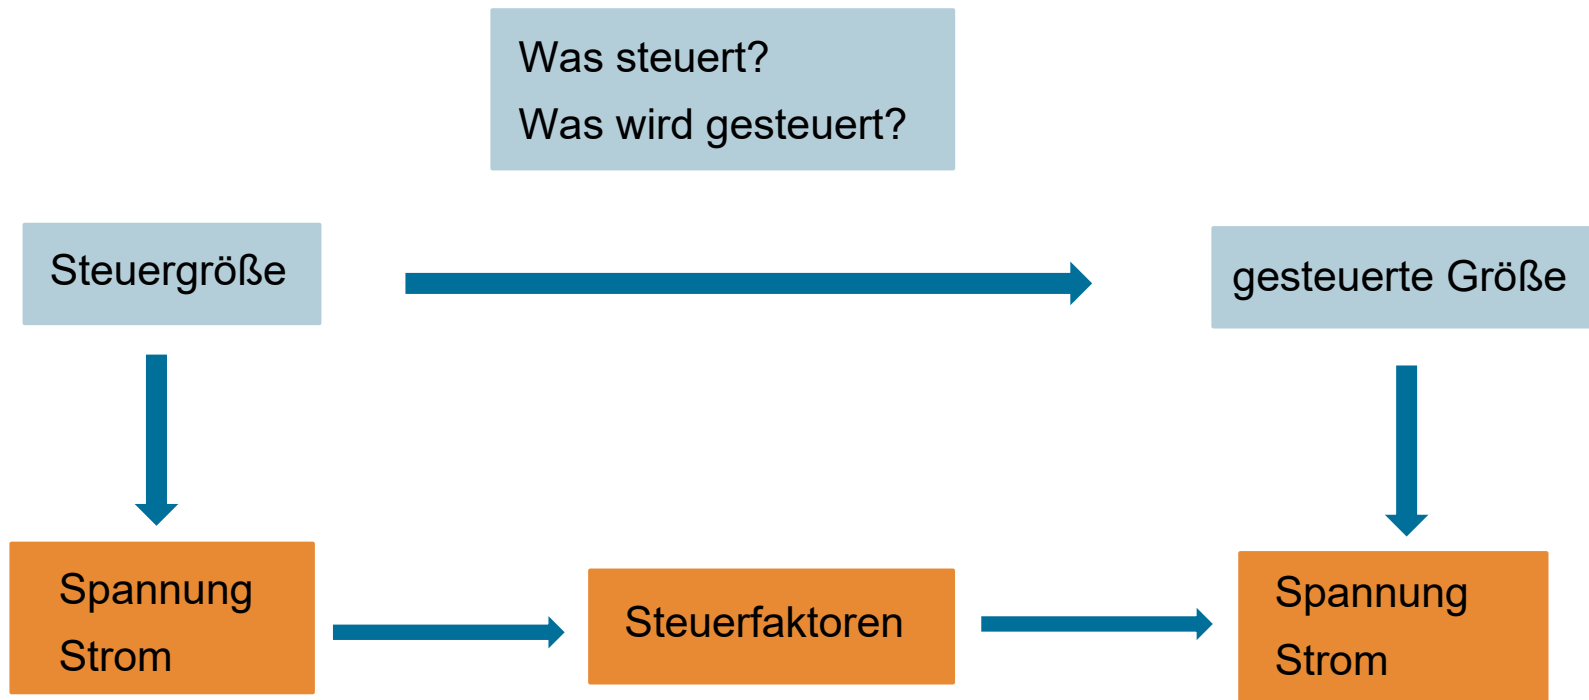 Was steuert?
Was wird gesteuert?
Steuergröße
gesteuerte Größe
Spannung
Strom
Steuerfaktoren
Spannung
Strom